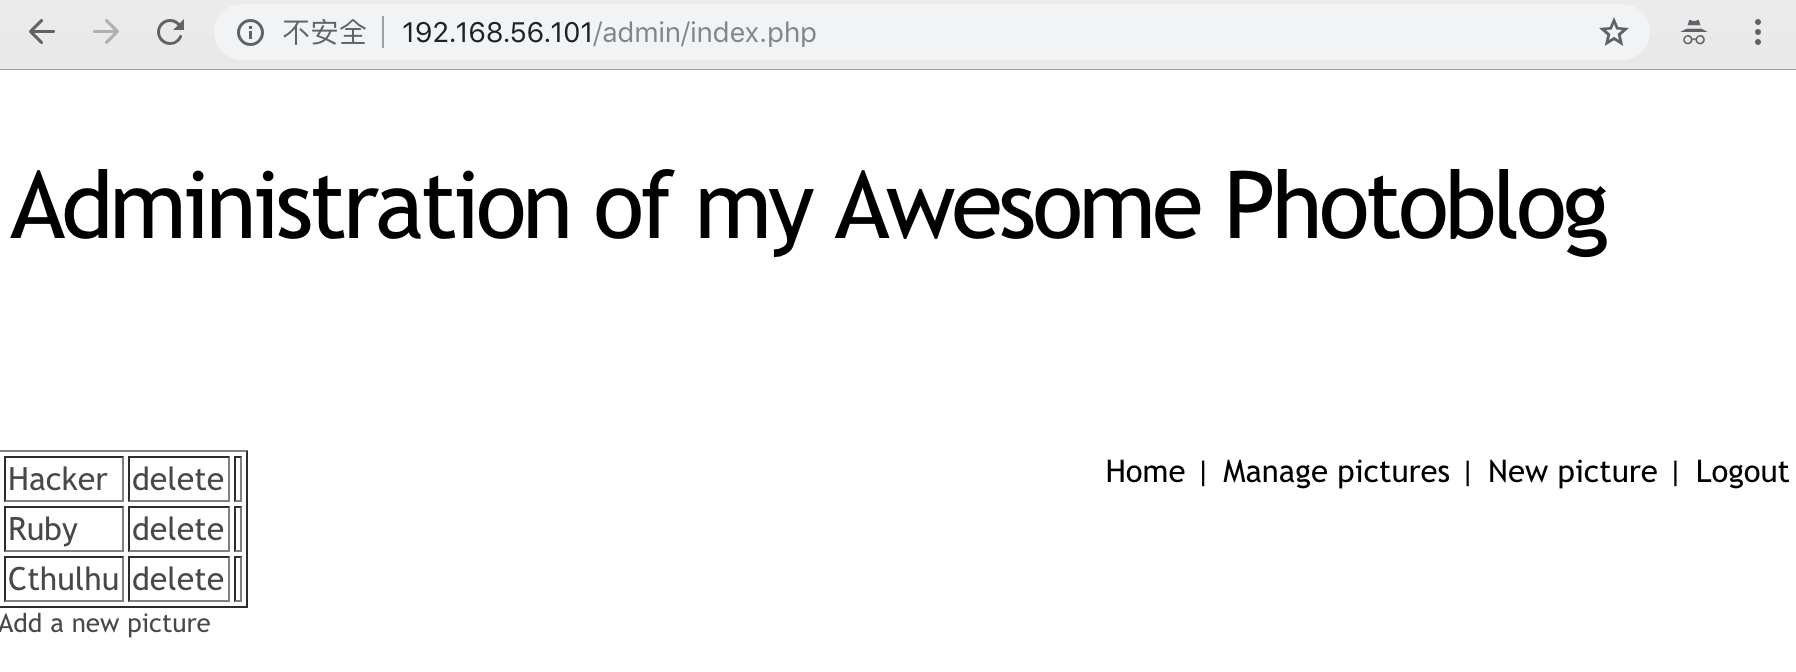 不安全 192.168.56.101/admin/index.php
Administration of my Awesome Photoblog
Home | Manage pictures | New picture | Logout
Hacker delete
Ruby delete
Cthulhu delete
Add a new picture